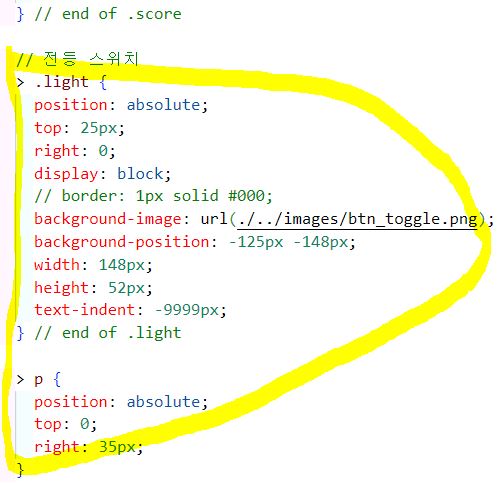 } // end of .score
// 전등 스위치
> .light {
position: absolute;
top: 25px;
right: 0;
display: block;
// border: 1px solid #000;
background-image: url(./../images/btn_toggle.png);
background-position: -125px -148px;
width: 148px;
height: 52px;
text-indent: -9999px;
} // end of .light
> p {
position: absolute;
top: 0;
right: 35px;
}